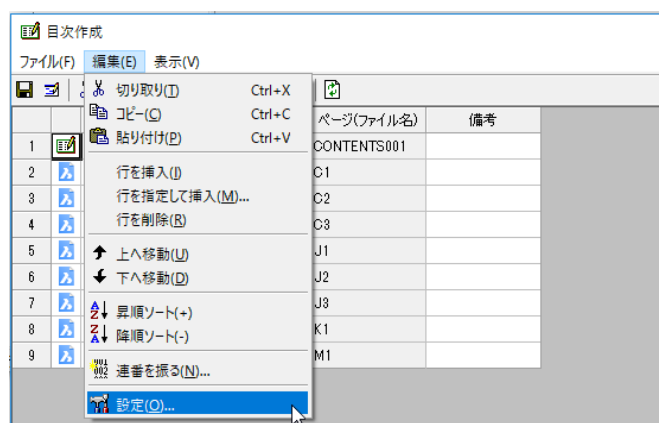 目次作成
ファイル(F) 編集(E) 表示(V)
切り取り(T) Ctrl+X
コピー(C) Ctrl+C
貼り付け(P) Ctrl+V
行を挿入(I)
行を指定して挿入(M)...
行を削除(R)
上へ移動(U)
下へ移動(D)
昇順ソート(+)
降順ソート(-)
連番を振る(N)...
設定(O)...
ページ(ファイル名) 備考
1 CONTENTS001
2 C1
3 C2
4 C3
5 J1
6 J2
7 J3
8 K1
9 M1